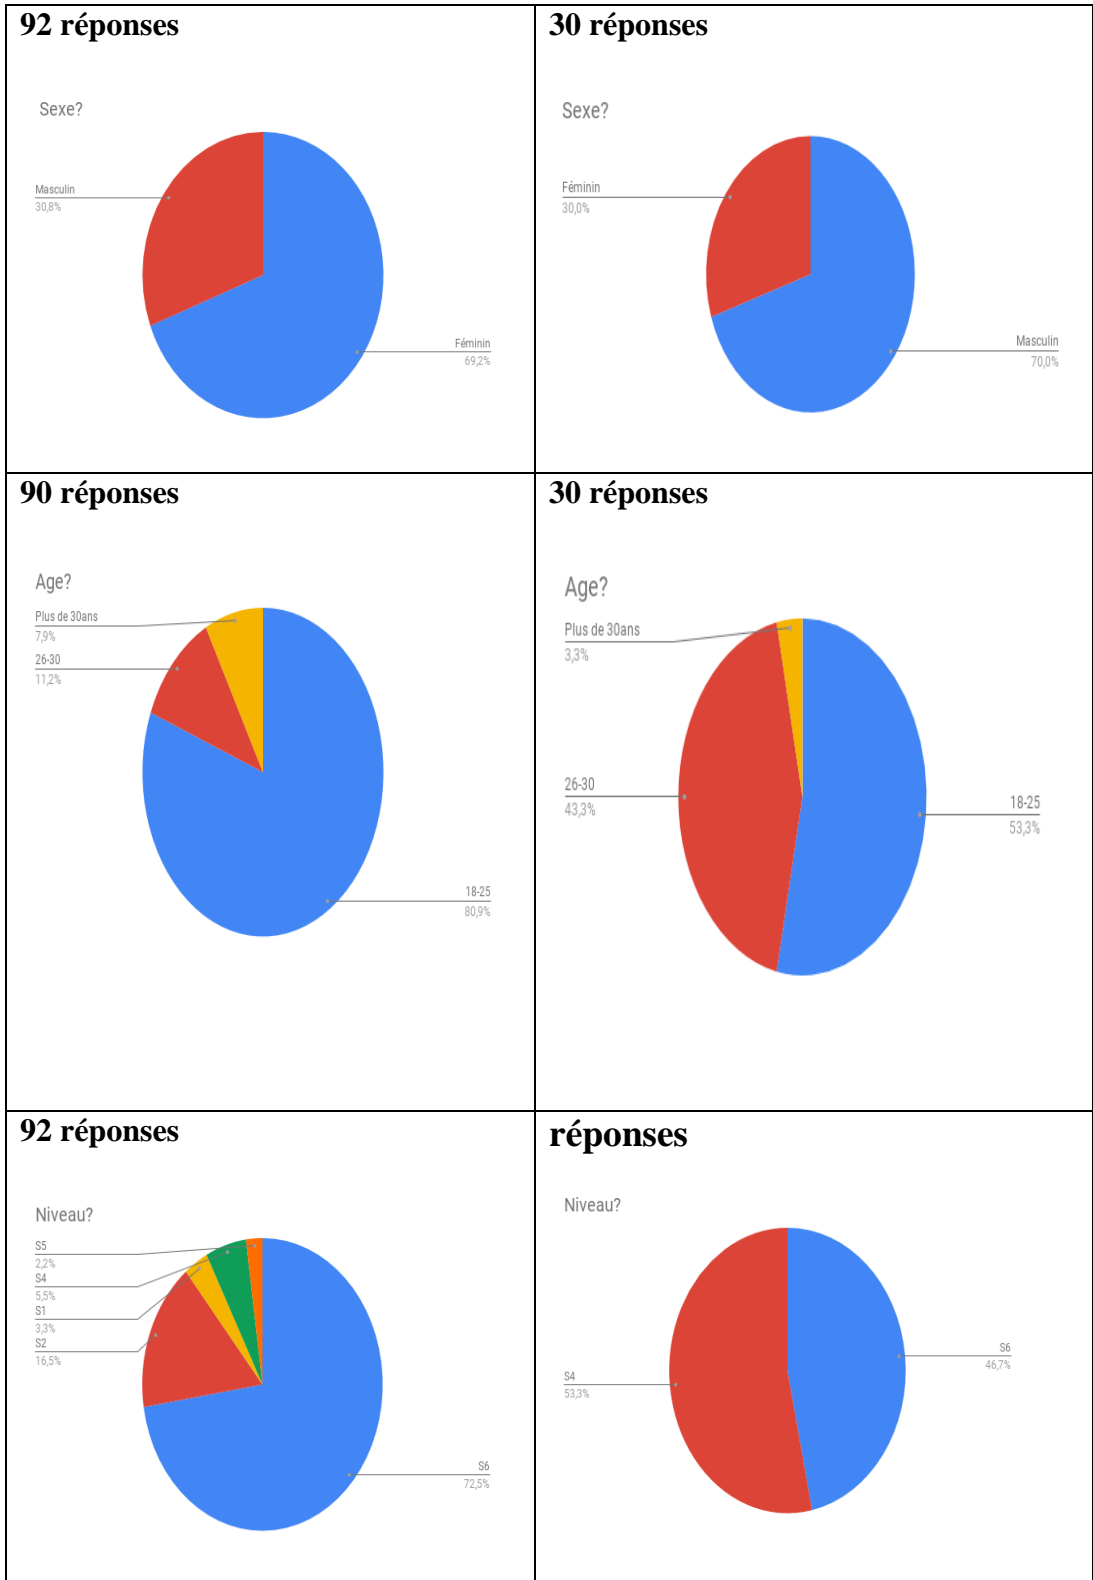 92 réponses
Sexe?
Masculin
30,8%
Féminin
69,2%
30 réponses
Sexe?
Féminin
30,0%
Masculin
70,0%
90 réponses
Age?
Plus de 30ans
7,9%
26-30
11,2%
18-25
80,9%
30 réponses
Age?
Plus de 30ans
3,3%
26-30
43,3%
18-25
53,3%
92 réponses
Niveau?
S5
2,2%
S4
5,5%
S1
3,3%
S2
16,5%
S6
72,5%
réponses
Niveau?
S6
46,7%
S4
53,3%